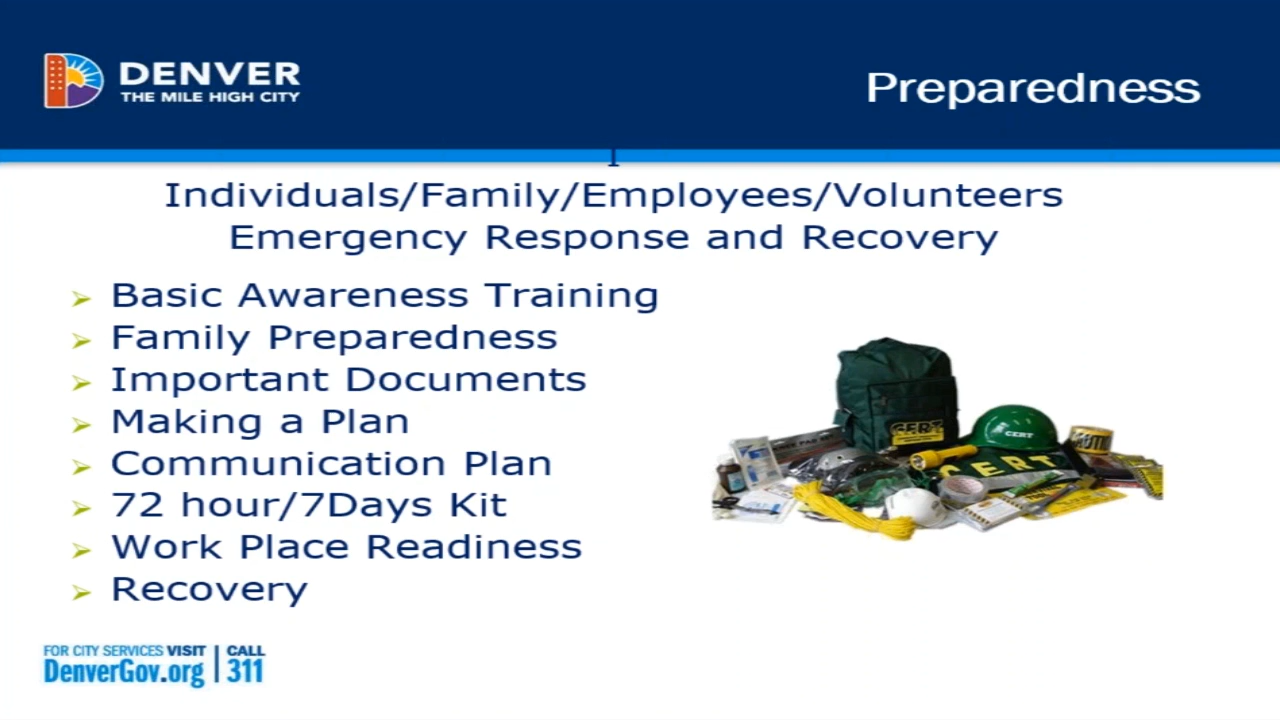 DENVER
THE MILE HIGH CITY
Preparedness
Individuals/Family/Employees/Volunteers
Emergency Response and Recovery
Basic Awareness Training
Family Preparedness
Important Documents
Making a Plan
Communication Plan
72 hour/7Days Kit
Work Place Readiness
Recovery
CERT
CERT
CERT
FOR CITY SERVICES VISIT | CALL
DenverGov.org | 311